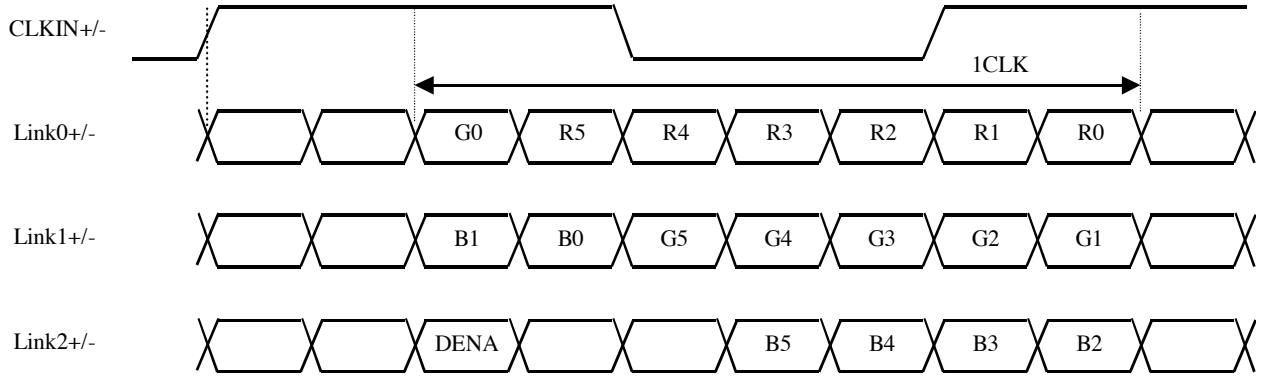 CLKIN+/-
1CLK
Link0+/- G0 R5 R4 R3 R2 R1 R0
Link1+/- B1 B0 G5 G4 G3 G2 G1
Link2+/- DENA B5 B4 B3 B2